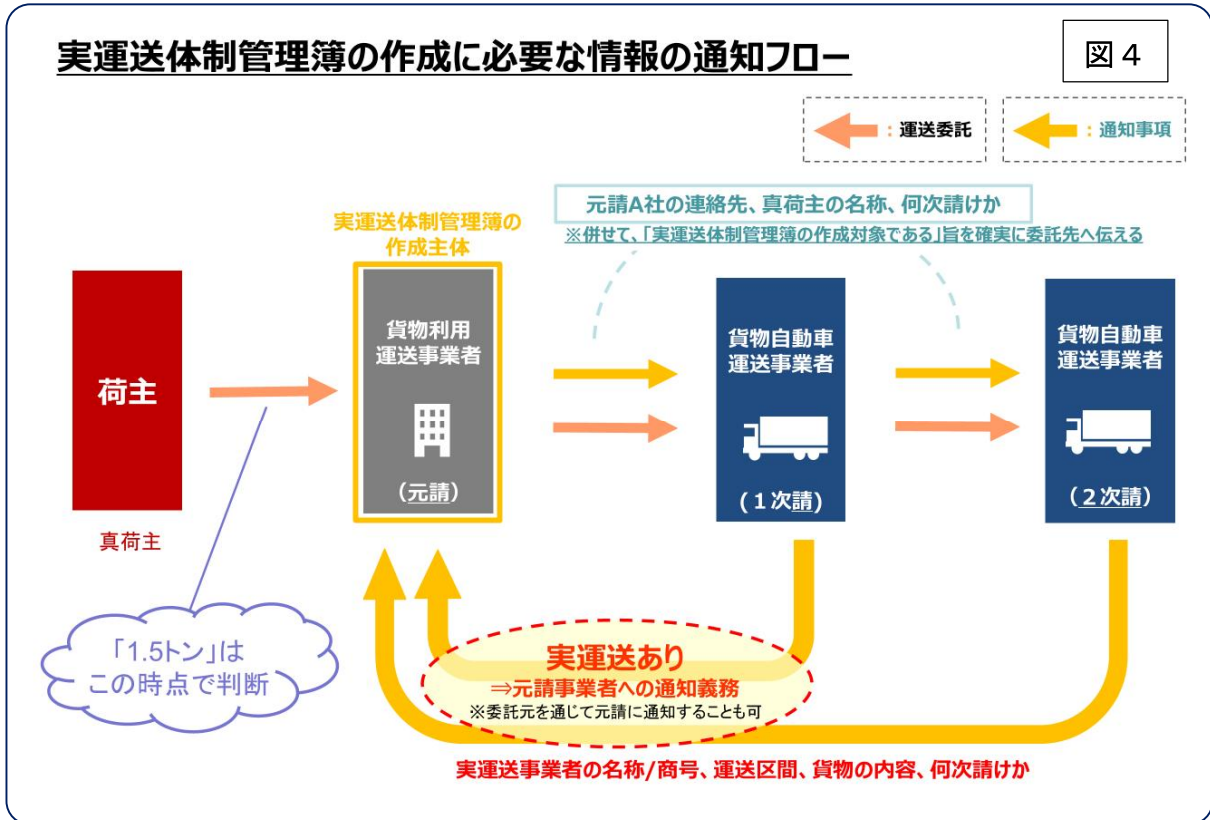 実運送体制管理簿の作成に必要な情報の通知フロー
図４
：運送委託
：通知事項
元請A社の連絡先、真荷主の名称、何次請けか
※併せて、「実運送体制管理簿の作成対象である」旨を確実に委託先へ伝える
実運送体制管理簿の
作成主体
荷主
真荷主
貨物利用
運送事業者
（元請）
貨物自動車
運送事業者
（１次請）
貨物自動車
運送事業者
（２次請）
「1.5トン」は
この時点で判断
実運送あり
⇒元請事業者への通知義務
※委託元を通じて元請に通知することも可
実運送事業者の名称/商号、運送区間、貨物の内容、何次請けか